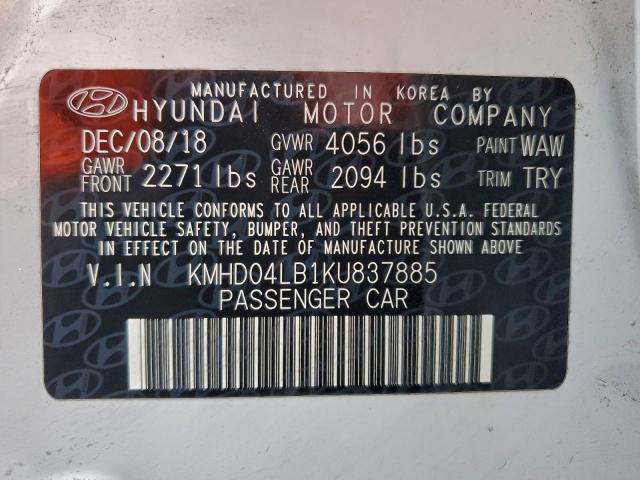 MANUFACTURED IN KOREA BY
HYUNDAI MOTOR COMPANY
DEC/08/18 GVWR 4056 lbs PAINT WAW
GAWR FRONT 2271 lbs GAWR REAR 2094 lbs TRIM TRY
THIS VEHICLE CONFORMS TO ALL APPLICABLE U.S.A. FEDERAL
MOTOR VEHICLE SAFETY, BUMPER, AND THEFT PREVENTION STANDARDS
IN EFFECT ON THE DATE OF MANUFACTURE SHOWN ABOVE
V.I.N KMHD04LB1KU837885
PASSENGER CAR